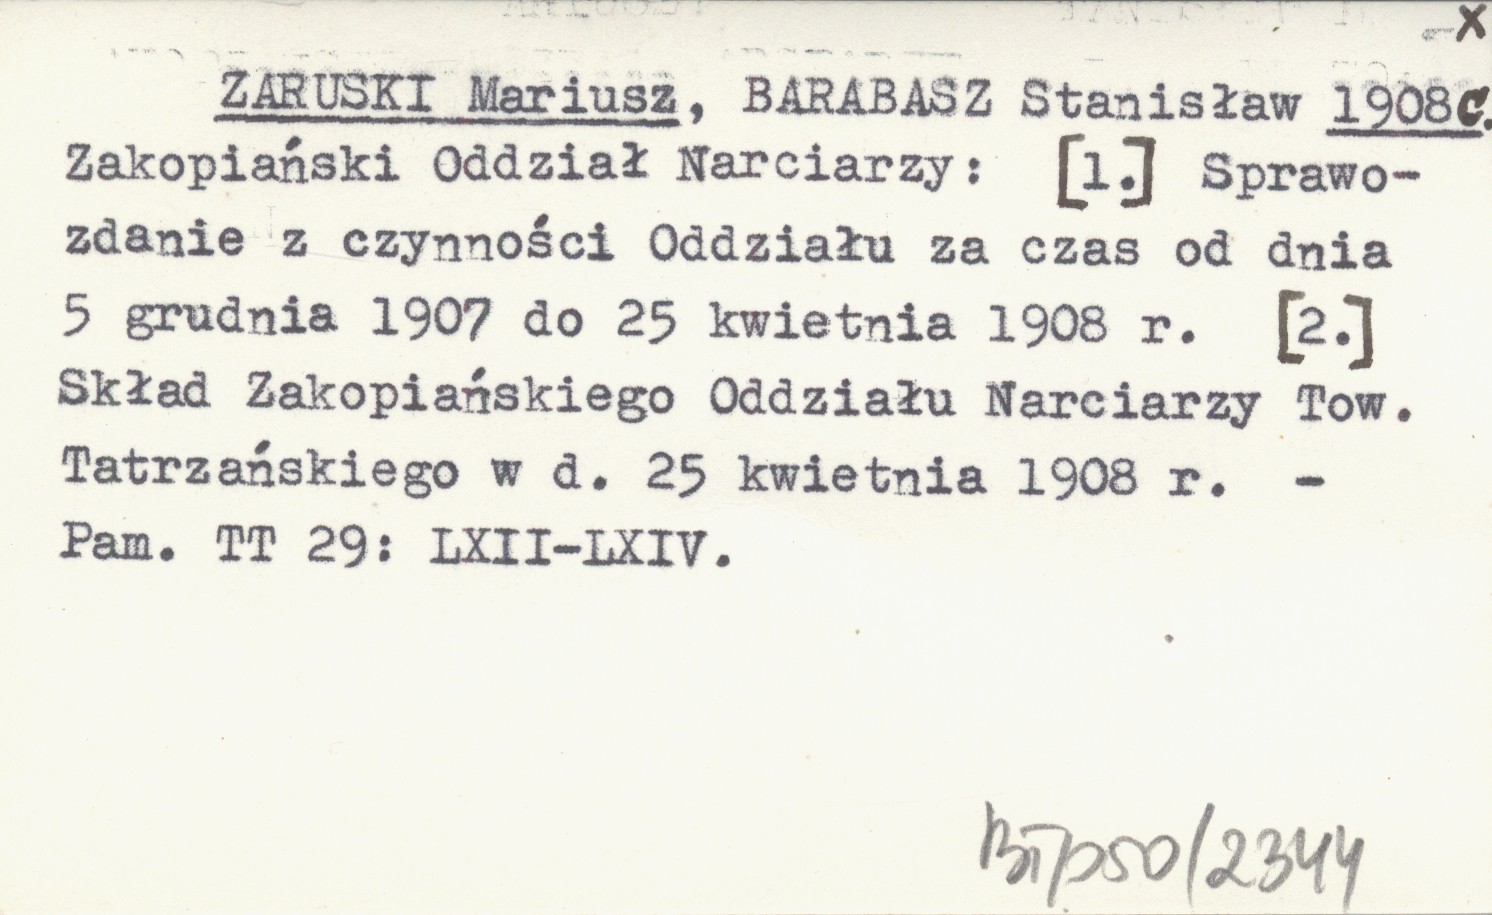 x
ZARUSKI Mariusz, BARABASZ Stanisław 1908c.
Zakopiański Oddział Narciarzy: [1.] Sprawo-
zdanie z czynności Oddziału za czas od dnia
5 grudnia 1907 do 25 kwietnia 1908 r. [2.]
Skład Zakopiańskiego Oddziału Narciarzy Tow.
Tatrzańskiego w d. 25 kwietnia 1908 r. -
Pam. TT 29: LXII-LXIV.
/2344